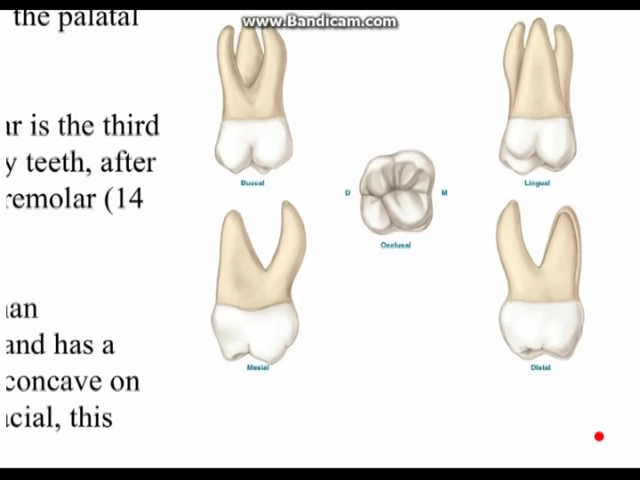 www.Bandicam.com
the palatal
ar is the third
y teeth, after
remolar (14
an
and has a
concave on
cial, this
Buccal
Lingual
D
M
Occlusal
Mesial
Distal